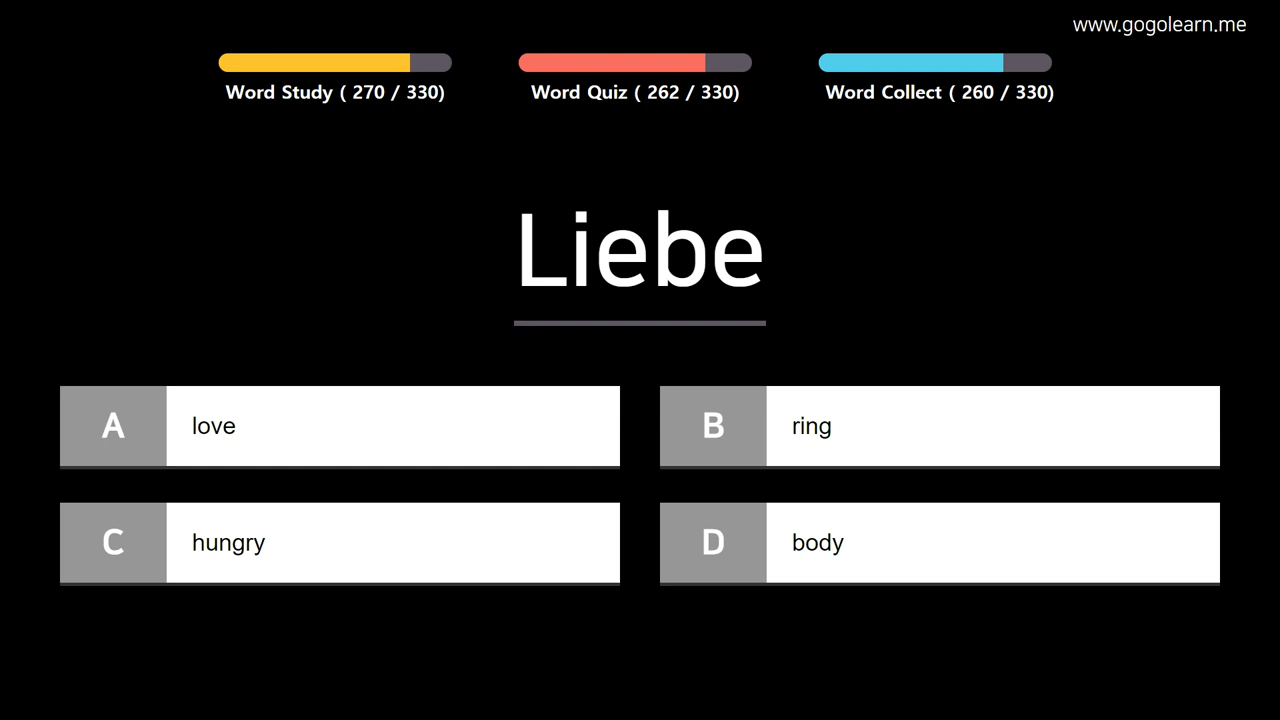 www.gogolearn.me
Word Study ( 270 / 330)
Word Quiz ( 262 / 330)
Word Collect ( 260 / 330)
Liebe
A love
B ring
C hungry
D body